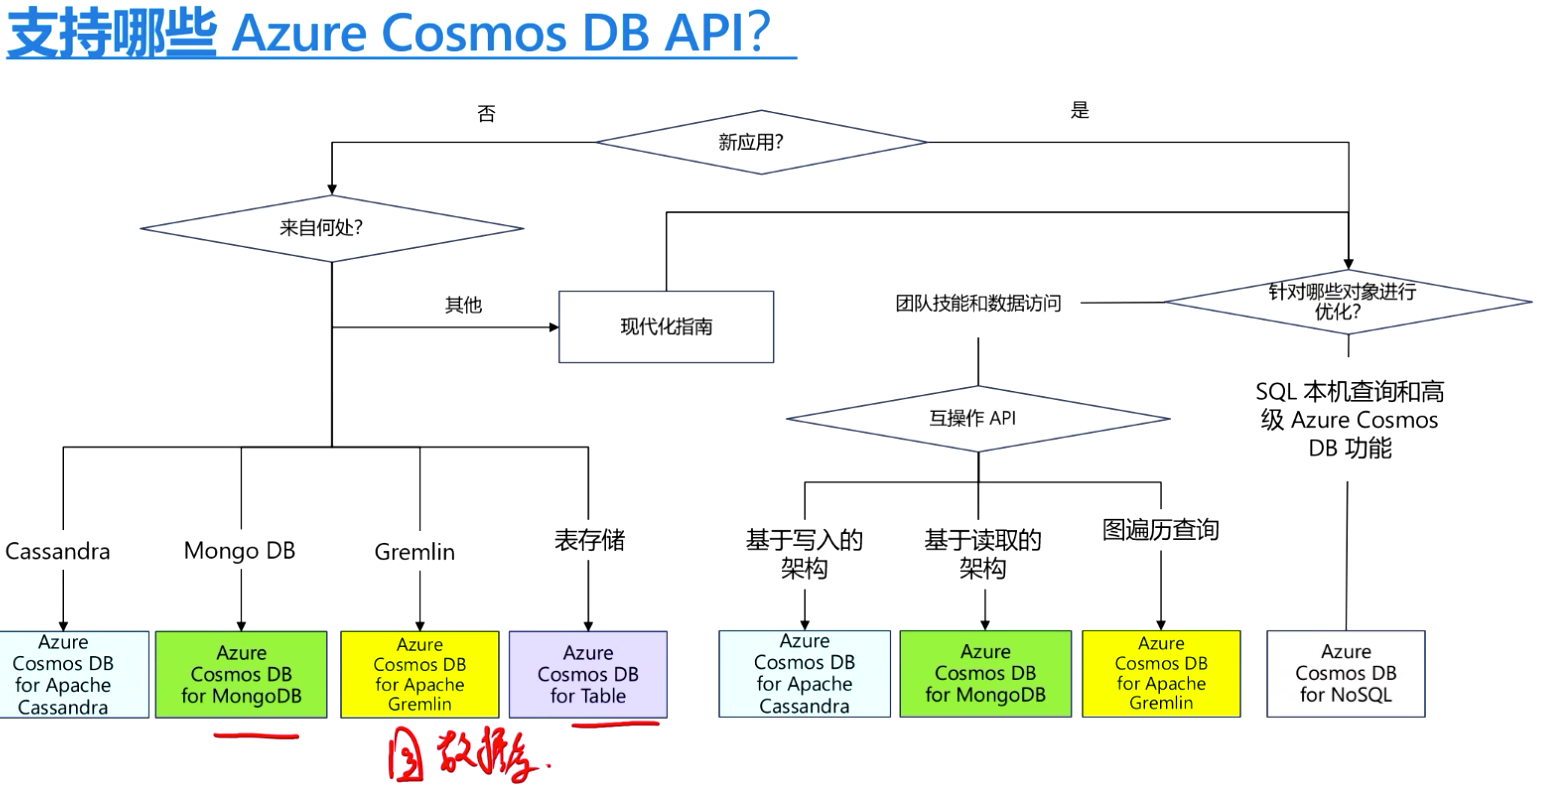 支持哪些 Azure Cosmos DB API？
否
是
新应用?
来自何处?
其他
现代化指南
团队技能和数据访问
针对哪些对象进行
优化?
互操作 API
SQL 本机查询和高
级 Azure Cosmos
DB 功能
Cassandra
Mongo DB
Gremlin
表存储
基于写入的
架构
基于读取的
架构
图遍历查询
Azure
Cosmos DB
for Apache
Cassandra
Azure
Cosmos DB
for MongoDB
Azure
Cosmos DB
for Apache
Gremlin
Azure
Cosmos DB
for Table
Azure
Cosmos DB
for Apache
Cassandra
Azure
Cosmos DB
for MongoDB
Azure
Cosmos DB
for Apache
Gremlin
Azure
Cosmos DB
for NoSQL
图数据库.